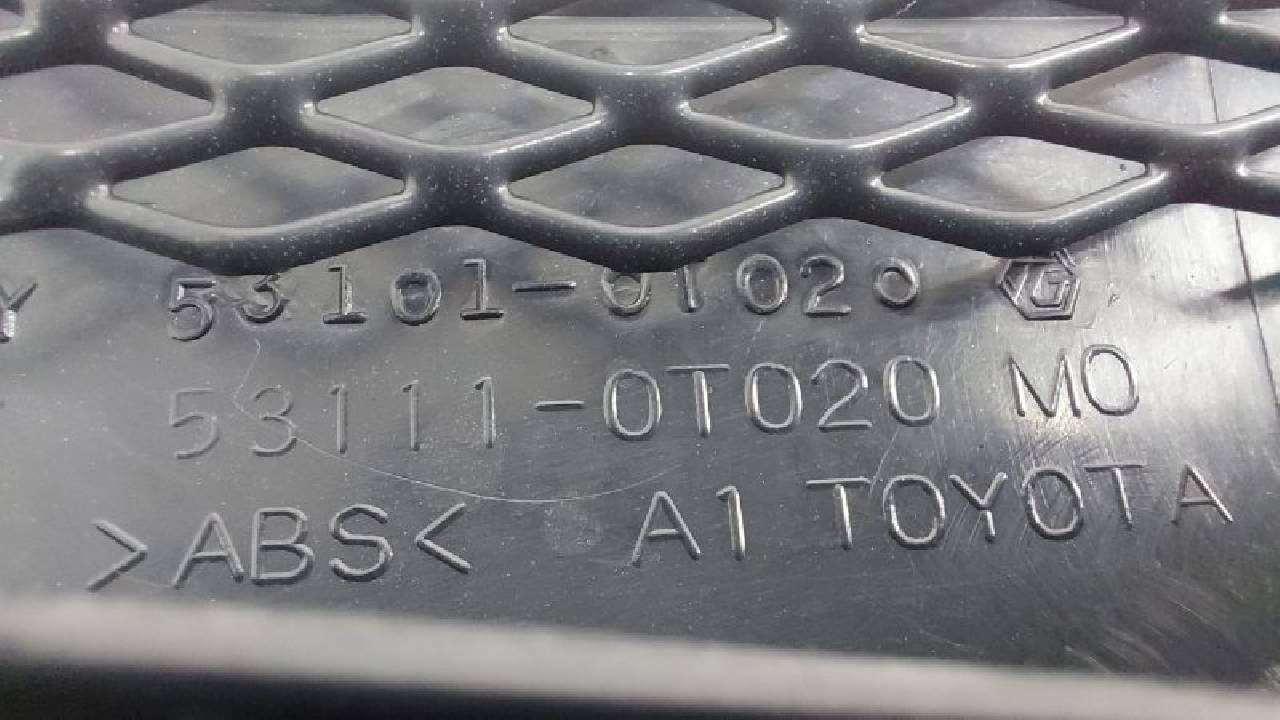 Y 53101-0T020 G
53111-0T020 MO
>ABS< A1 TOYOTA